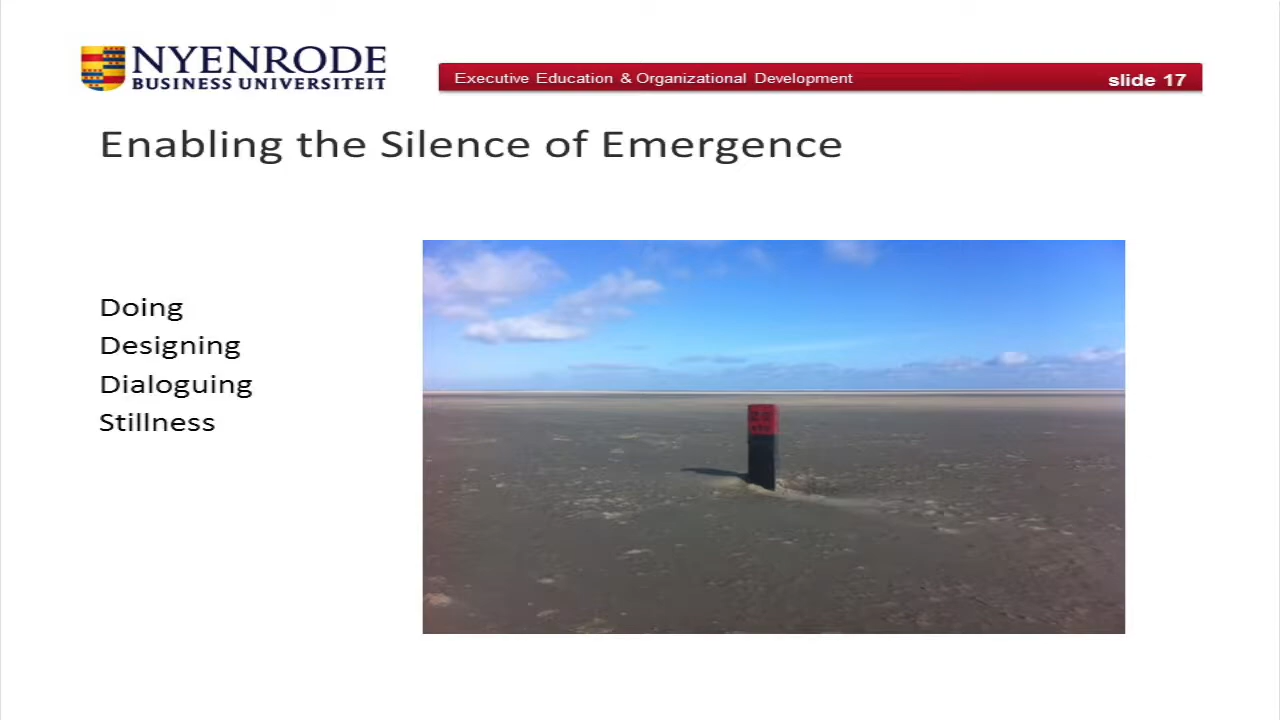 NYENRODE
BUSINESS UNIVERSITEIT
Executive Education & Organizational Development
slide 17
Enabling the Silence of Emergence
Doing
Designing
Dialoguing
Stillness